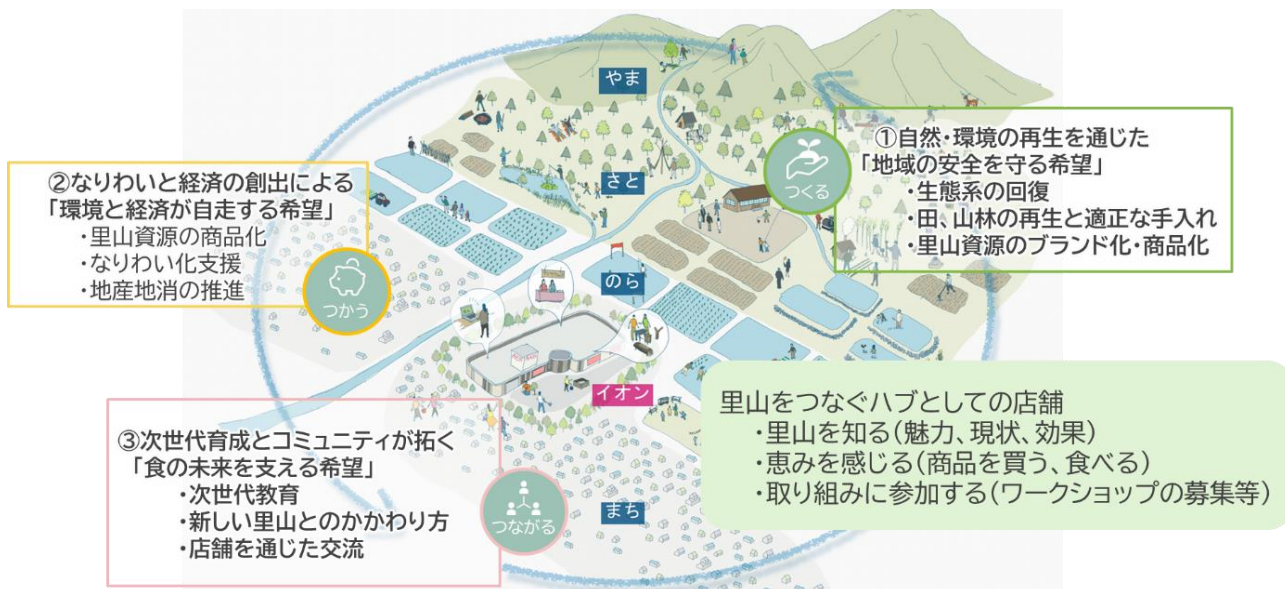 やま
さと
のら
イオン
まち
①自然・環境の再生を通じた
「地域の安全を守る希望」
・生態系の回復
・田、山林の再生と適正な手入れ
・里山資源のブランド化・商品化
つくる
②なりわいと経済の創出による
「環境と経済が自走する希望」
・里山資源の商品化
・なりわい化支援
・地産地消の推進
つかう
③次世代育成とコミュニティが拓く
「食の未来を支える希望」
・次世代教育
・新しい里山とのかかわり方
・店舗を通じた交流
つながる
里山をつなぐハブとしての店舗
・里山を知る(魅力、現状、効果)
・恵みを感じる(商品を買う、食べる)
・取り組みに参加する(ワークショップの募集等)